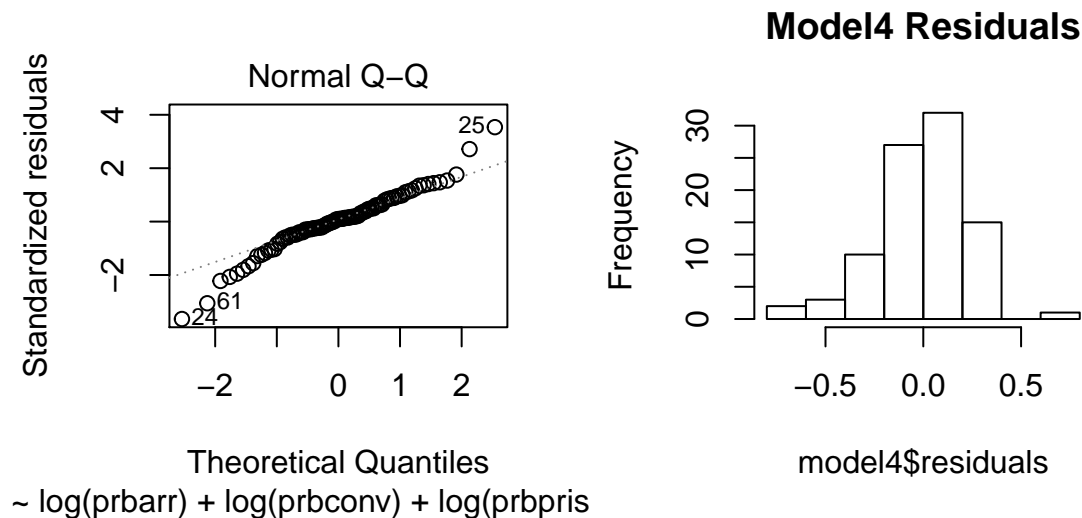 Model4 Residuals
Normal Q−Q
Standardized residuals
4
2
−2
25
61
24
−2
0
1
2
Theoretical Quantiles
~ log(prbarr) + log(prbconv) + log(prbpris
Frequency
30
20
10
0
−0.5
0.0
0.5
model4$residuals